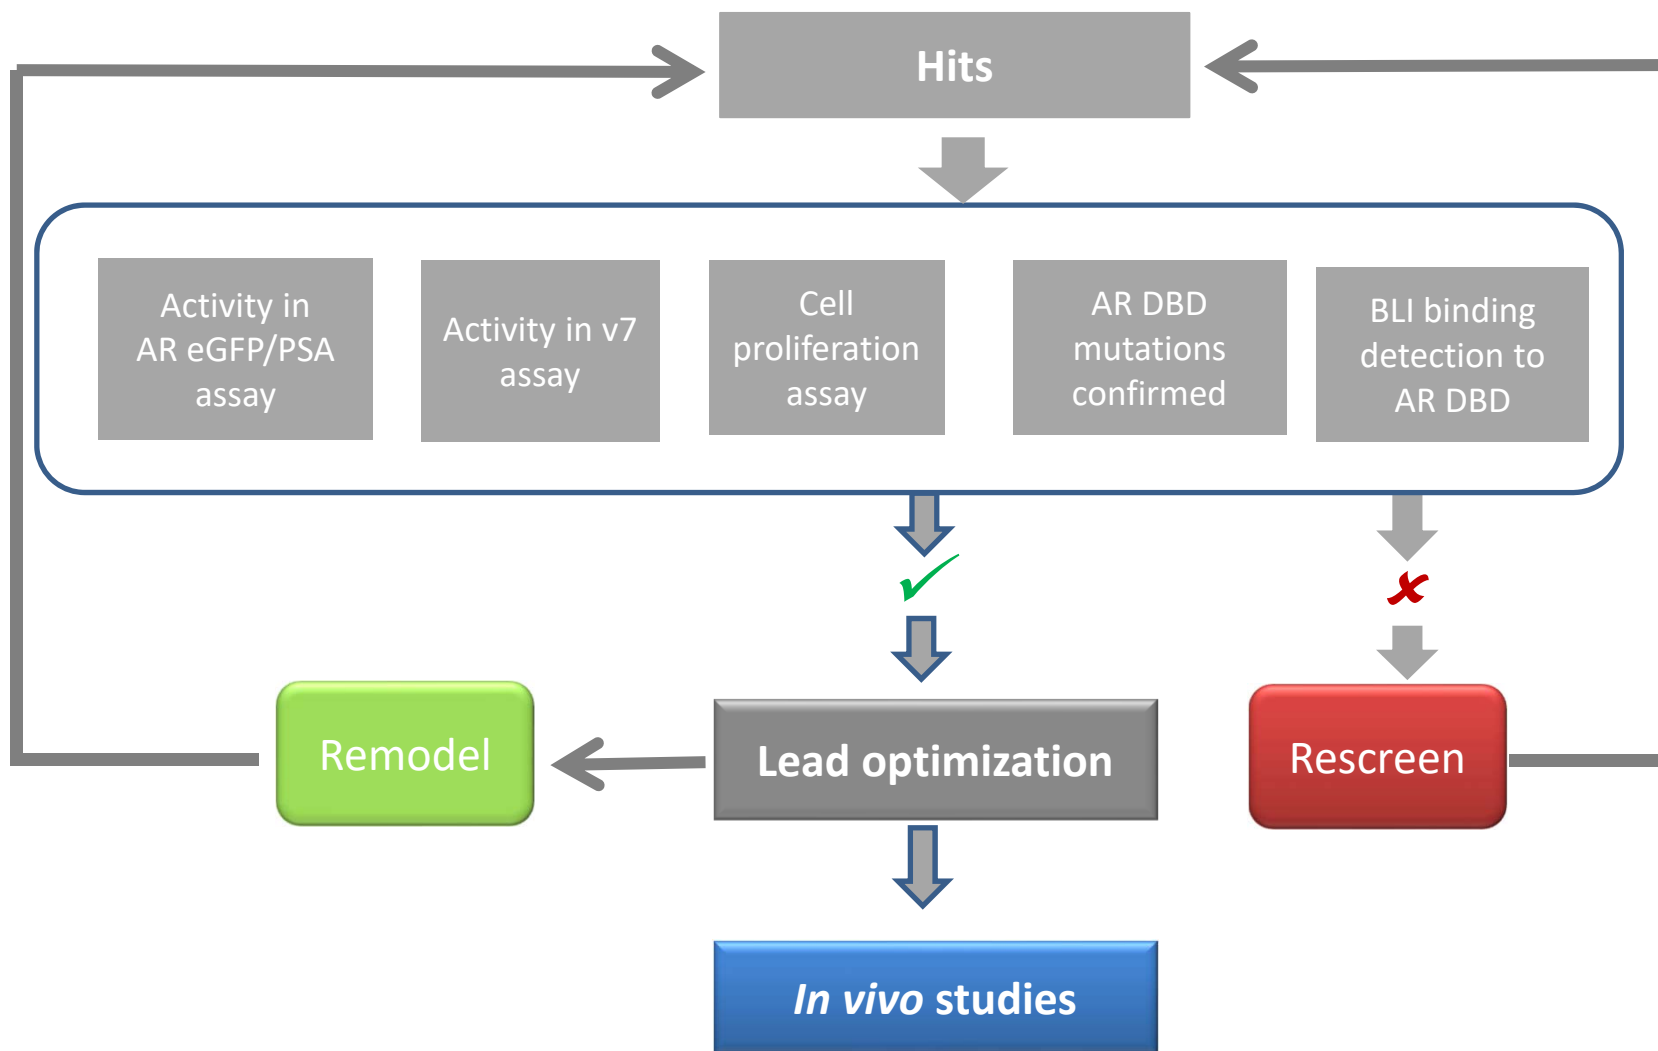 Hits
Activity in
AR eGFP/PSA
assay
Activity in v7
assay
Cell
proliferation
assay
AR DBD
mutations
confirmed
BLI binding
detection to
AR DBD
Remodel
Lead optimization
Rescreen
In vivo studies